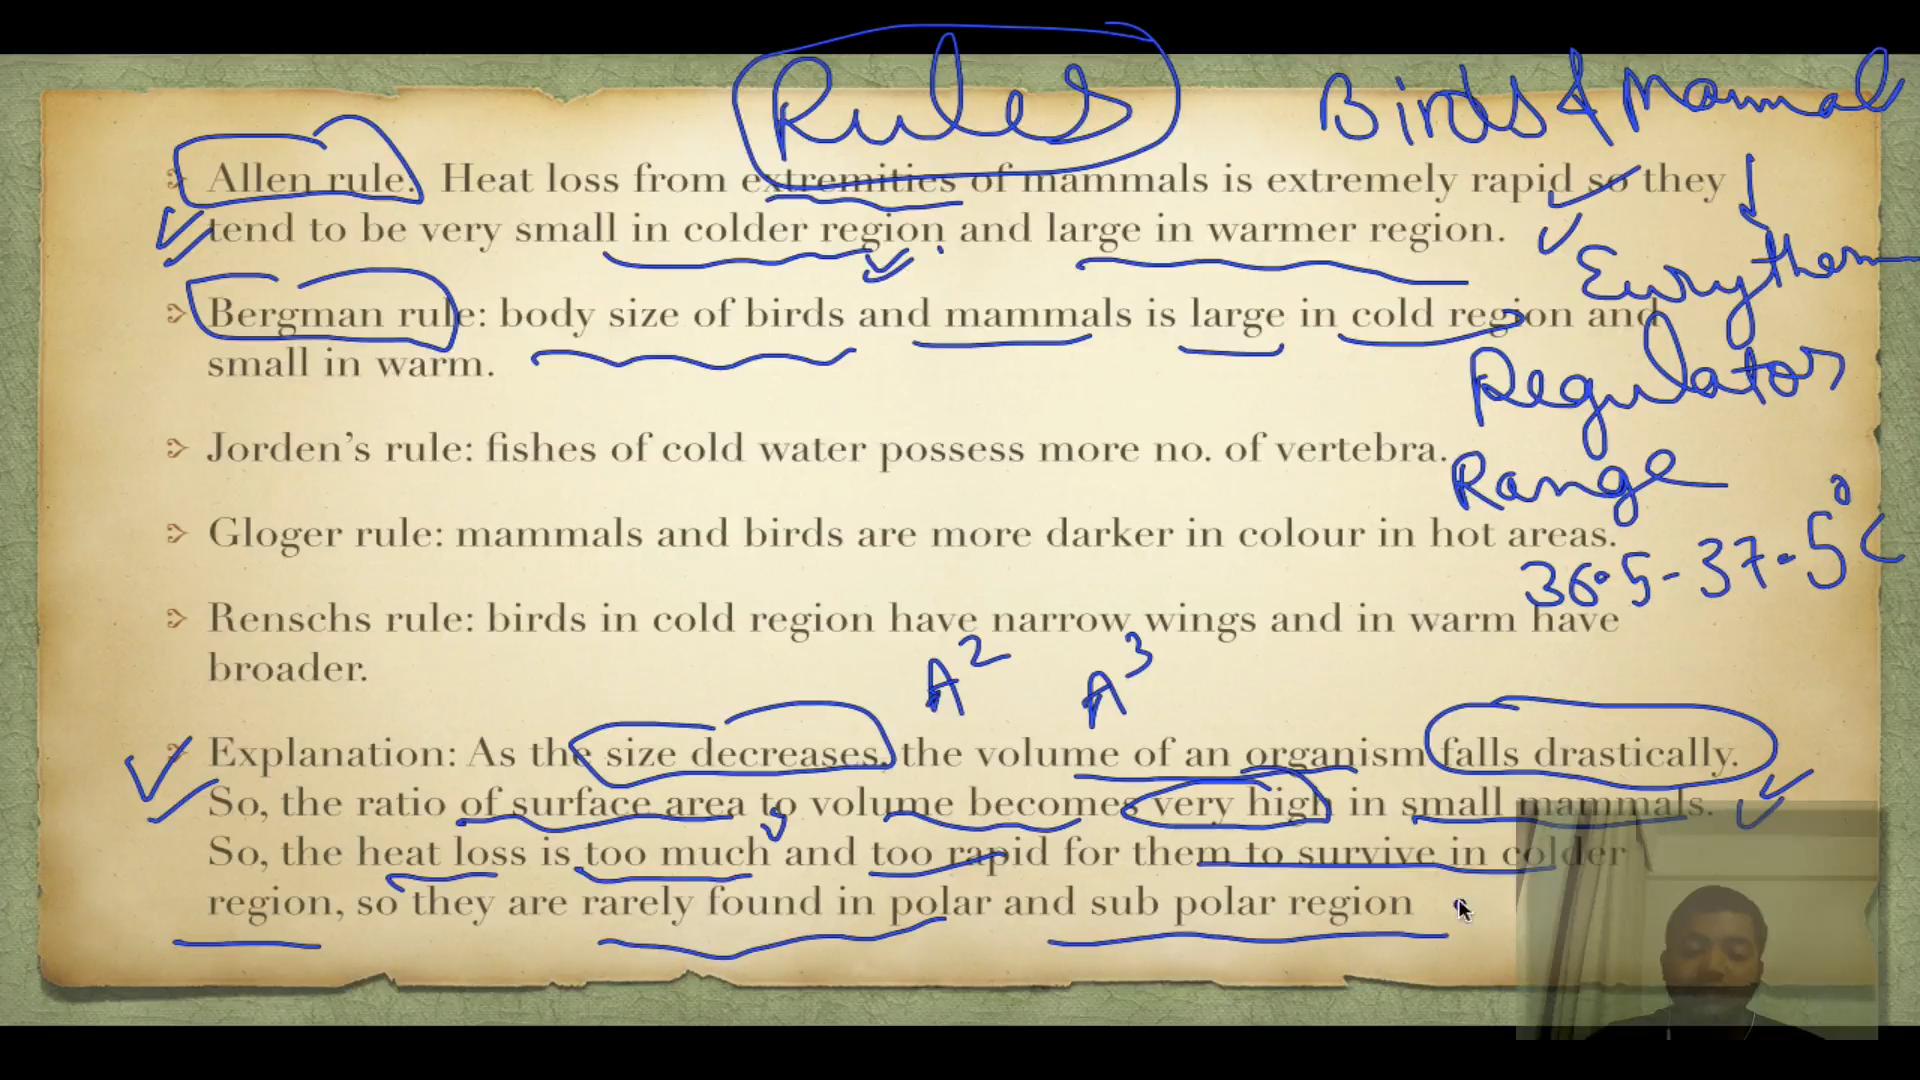 Rules
Birds & Mammal
Allen rule. Heat loss from extremities of mammals is extremely rapid so they
tend to be very small in colder region and large in warmer region.
Eurytherm
Bergman rule: body size of birds and mammals is large in cold region and
small in warm.
Regulators
Jorden’s rule: fishes of cold water possess more no. of vertebra.
Range
Gloger rule: mammals and birds are more darker in colour in hot areas.
36.5-37.5°C
Renschs rule: birds in cold region have narrow wings and in warm have
broader.
A² A³
Explanation: As the size decreases, the volume of an organism falls drastically.
So, the ratio of surface area to volume becomes very high in small mammals.
So, the heat loss is too much and too rapid for them to survive in colder
region, so they are rarely found in polar and sub polar region